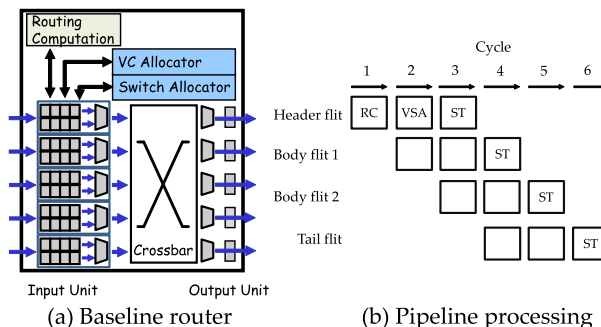 Routing
Computation
VC Allocator
Switch Allocator
Crossbar
Input Unit
Output Unit
(a) Baseline router
Cycle
1 2 3 4 5 6
Header flit RC VSA ST
Body flit 1 ST
Body flit 2 ST
Tail flit ST
(b) Pipeline processing